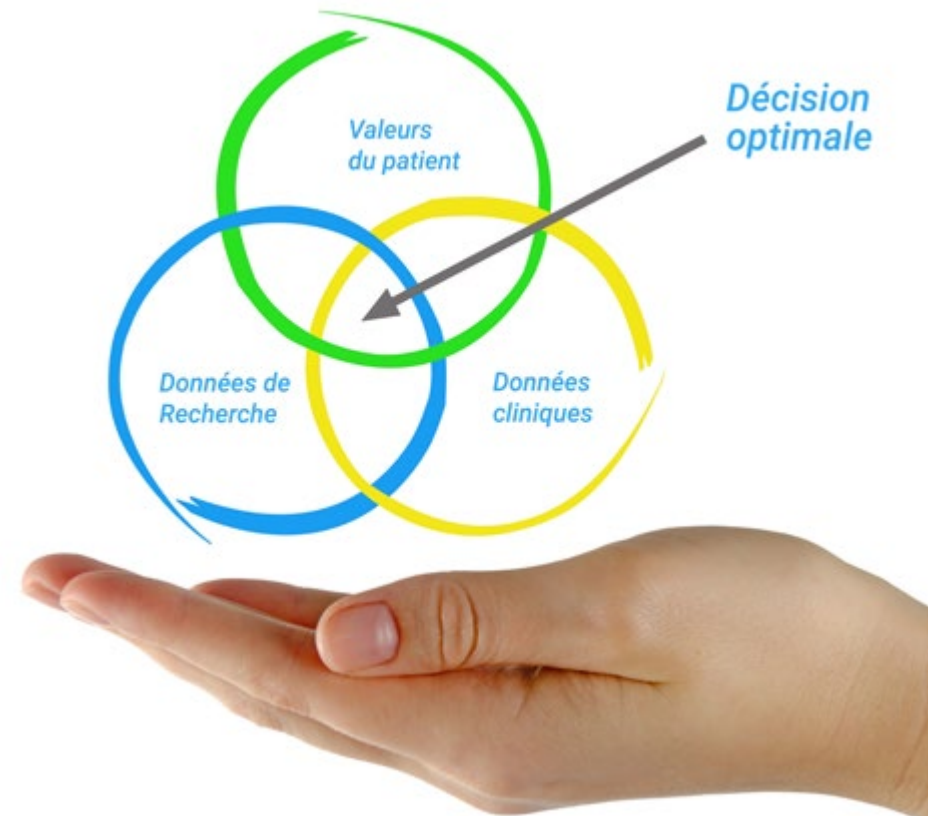 Valeurs
du patient
Décision
optimale
Données de
Recherche
Données
cliniques